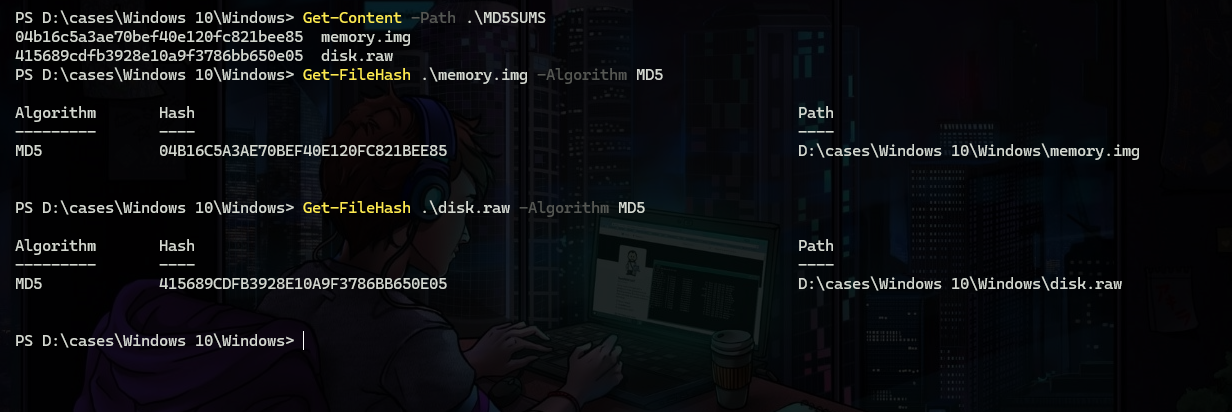 PS D:\cases\Windows 10\Windows> Get-Content -Path .\MD5SUMS
04b16c5a3ae70bef40e120fc821bee85  memory.img
415689cdfb3928e10a9f3786bb650e05  disk.raw
PS D:\cases\Windows 10\Windows> Get-FileHash .\memory.img -Algorithm MD5
Algorithm       Hash                                                                   Path
---------       ----                                                                   ----
MD5             04B16C5A3AE70BEF40E120FC821BEE85                                       D:\cases\Windows 10\Windows\memory.img
PS D:\cases\Windows 10\Windows> Get-FileHash .\disk.raw -Algorithm MD5
Algorithm       Hash                                                                   Path
---------       ----                                                                   ----
MD5             415689CDFB3928E10A9F3786BB650E05                                       D:\cases\Windows 10\Windows\disk.raw
PS D:\cases\Windows 10\Windows>